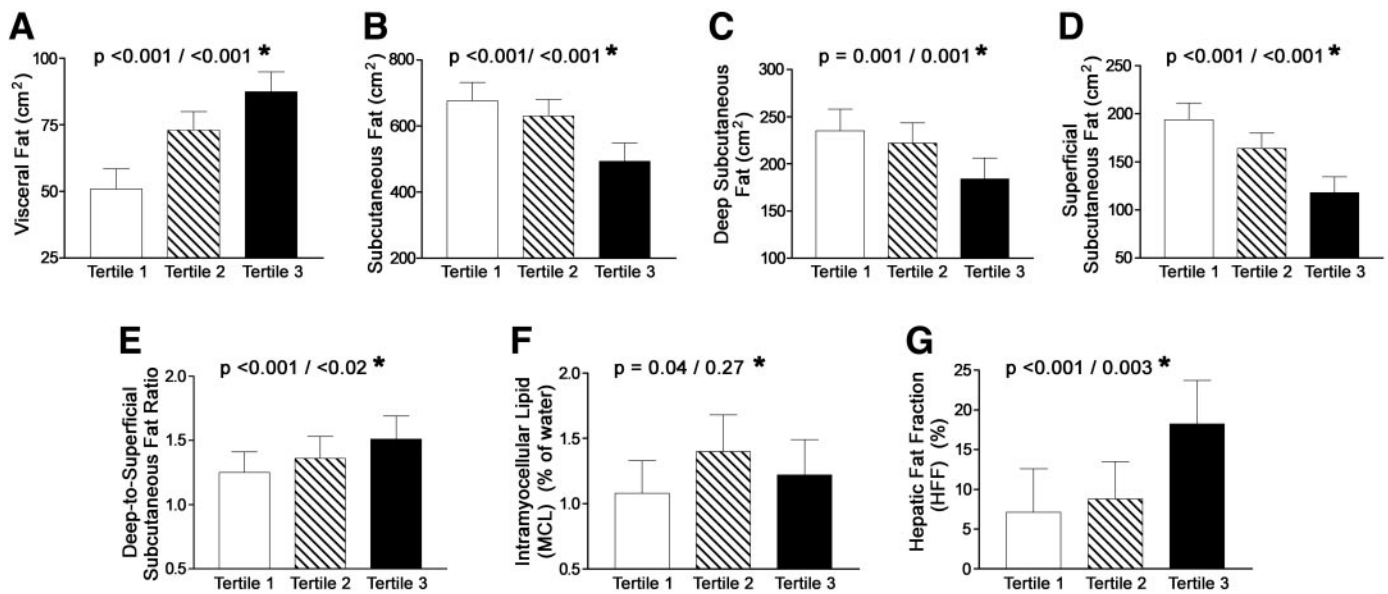 A
p <0.001 / <0.001 *
Visceral Fat (cm²)
100
75
50
25
Tertile 1 Tertile 2 Tertile 3
B
p <0.001/ <0.001 *
Subcutaneous Fat (cm²)
800
600
400
200
Tertile 1 Tertile 2 Tertile 3
C
p = 0.001 / 0.001 *
Deep Subcutaneous
Fat (cm²)
300
250
200
250
100
Tertile 1 Tertile 2 Tertile 3
D
p <0.001 / <0.001 *
Superficial
Subcutaneous Fat (cm²)
250
200
150
100
50
Tertile 1 Tertile 2 Tertile 3
E
p <0.001 / <0.02 *
Deep-to-Superficial
Subcutaneous Fat Ratio
2.0
1.5
1.0
0.5
Tertile 1 Tertile 2 Tertile 3
F
p = 0.04 / 0.27 *
Intramyocellular Lipid
(MCL) (% of water)
2.0
1.5
1.0
0.5
Tertile 1 Tertile 2 Tertile 3
G
p <0.001 / 0.003 *
Hepatic Fat Fraction
(HFF) (%)
25
20
15
10
5
0
Tertile 1 Tertile 2 Tertile 3